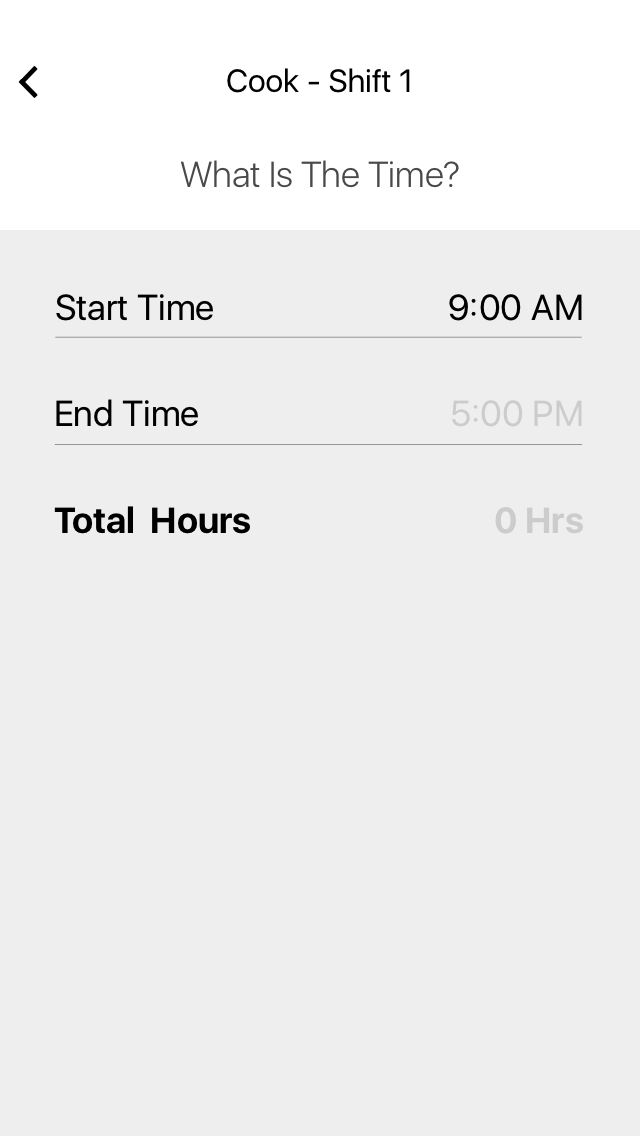 Cook - Shift 1
What Is The Time?
Start Time 9:00 AM
End Time 5:00 PM
Total Hours 0 Hrs